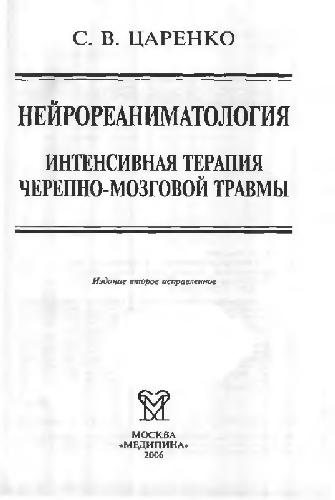 С. В. ЦАРЕНКО
НЕЙРОРЕАНИМАТОЛОГИЯ
ИНТЕНСИВНАЯ ТЕРАПИЯ
ЧЕРЕПНО-МОЗГОВОЙ ТРАВМЫ
Издание второе исправленное
МОСКВА
«МЕДИЦИНА»
2006